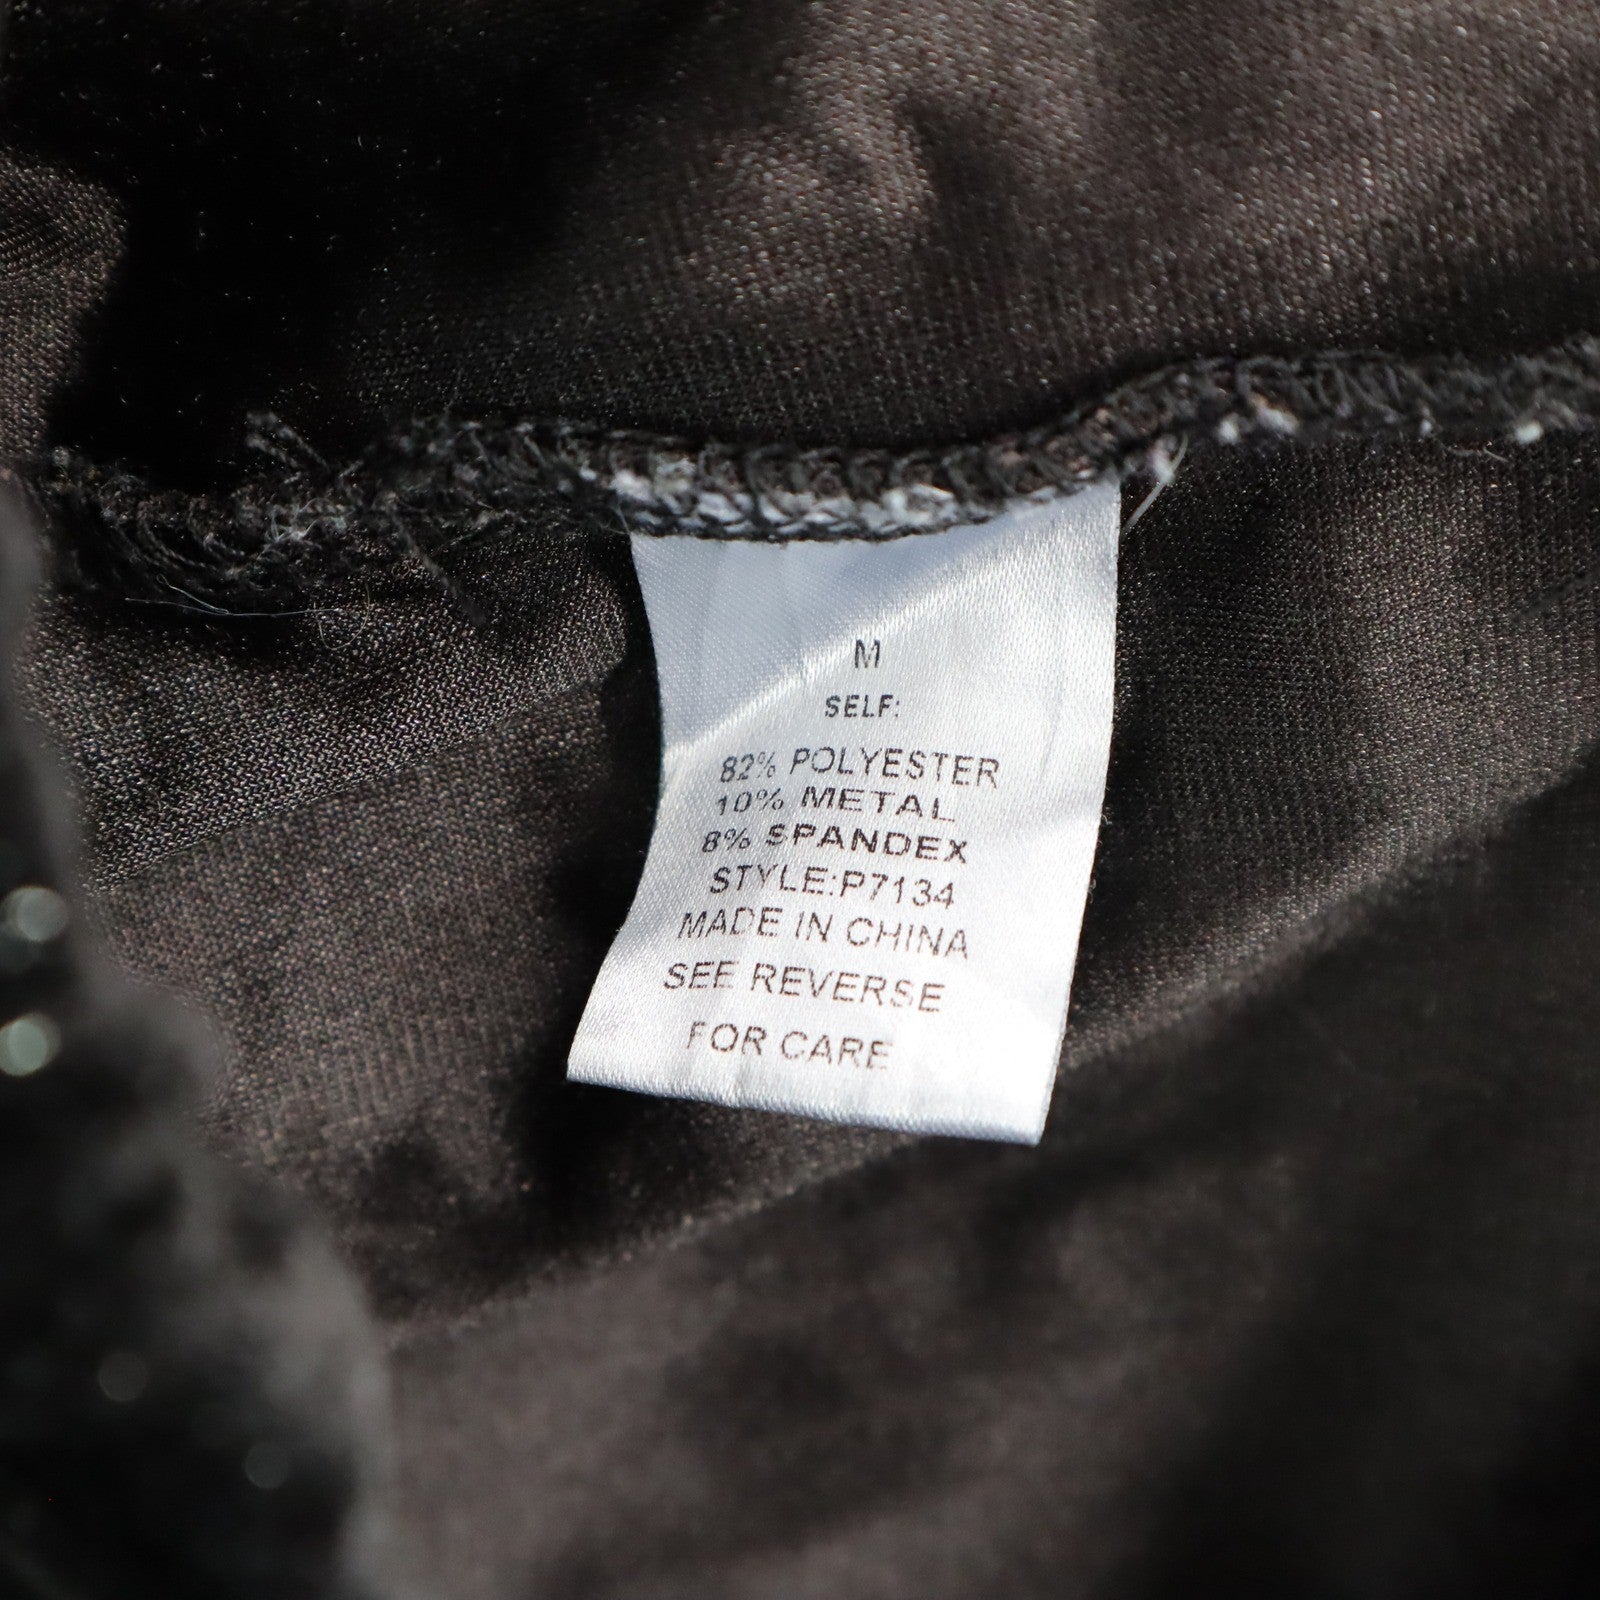 M
SELF:
82% POLYESTER
10% METAL
8% SPANDEX
STYLE:P7134
MADE IN CHINA
SEE REVERSE
FOR CARE